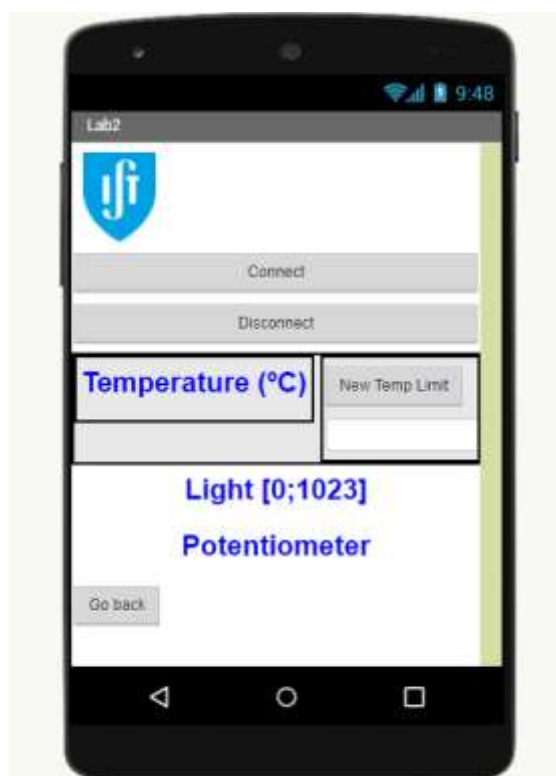 9:48
Lab2
IST
Connect
Disconnect
Temperature (ºC)
New Temp Limit
Light [0;1023]
Potentiometer
Go back